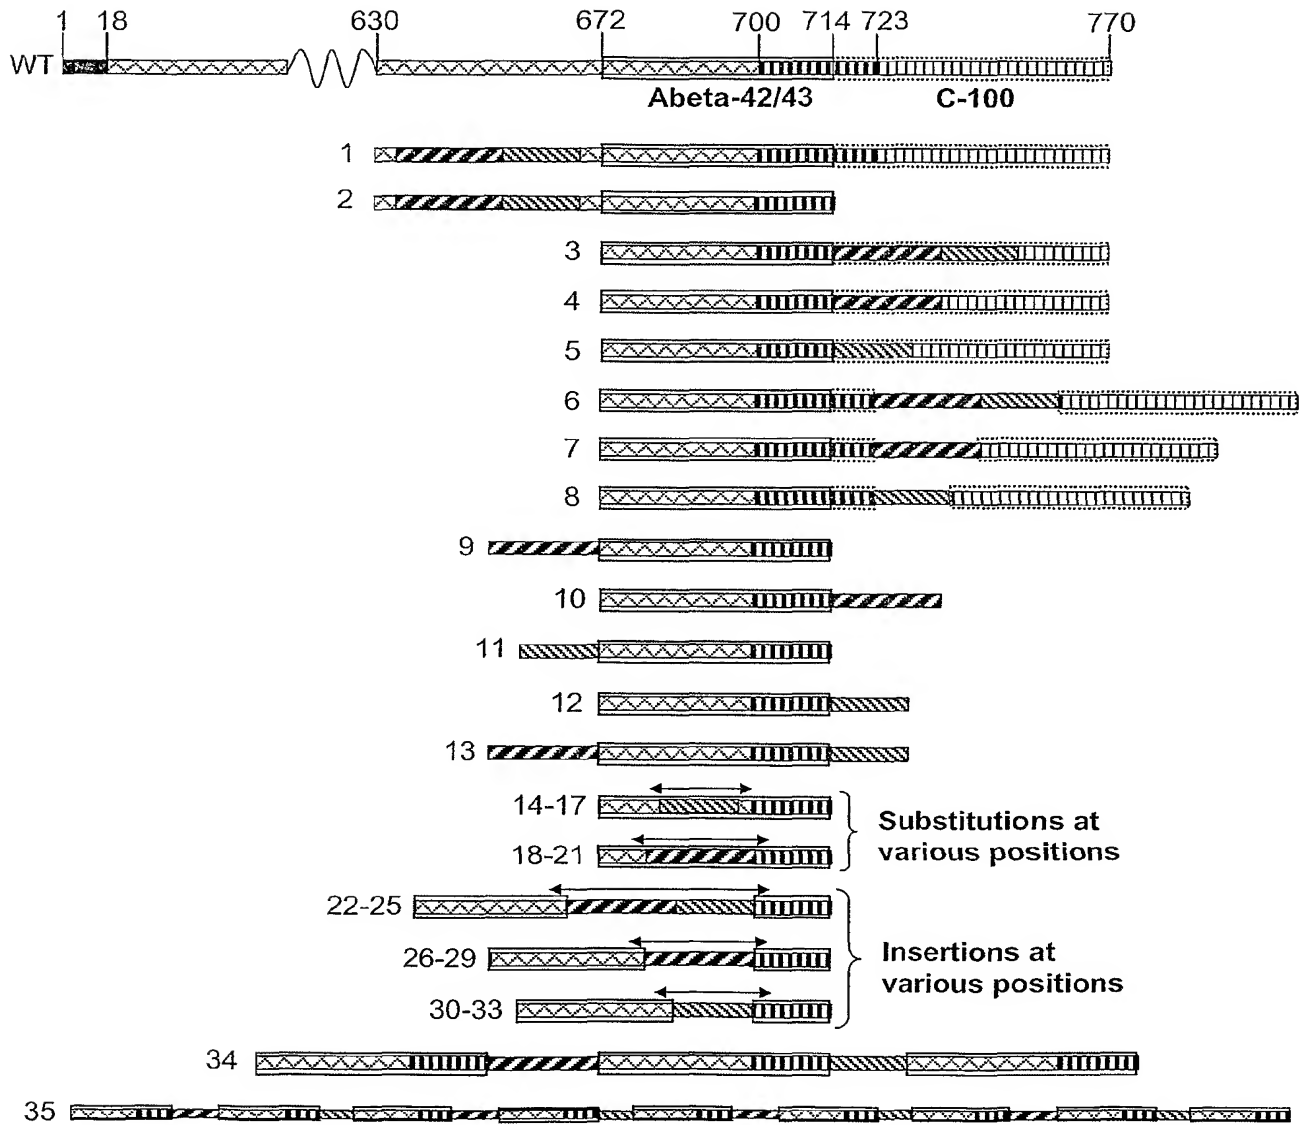 1 18 630 672 700 714 723 770
WT
Abeta-42/43 C-100
1
2
3
4
5
6
7
8
9
10
11
12
13
14-17
Substitutions at
various positions
18-21
22-25
26-29
Insertions at
various positions
30-33
34
35